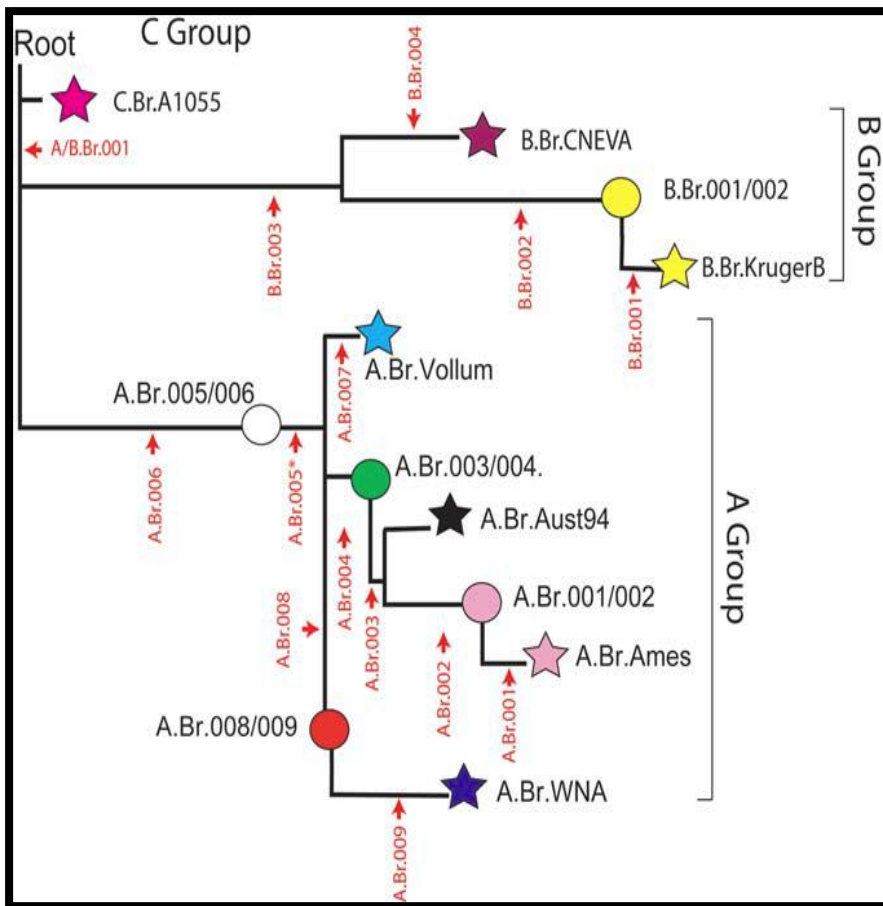 C Group
Root
C.Br.A1055
A/B.Br.001
B.Br.004
B.Br.CNEVA
B Group
B.Br.001/002
B.Br.003
B.Br.002
B.Br.KrugerB
B.Br.001
A.Br.Vollum
A.Br.007
A.Br.005/006
A.Br.006
A.Br.005*
A.Br.003/004.
A.Br.Aust94
A Group
A.Br.004
A.Br.008
A.Br.003
A.Br.001/002
A.Br.002
A.Br.Ames
A.Br.001
A.Br.008/009
A.Br.WNA
A.Br.009